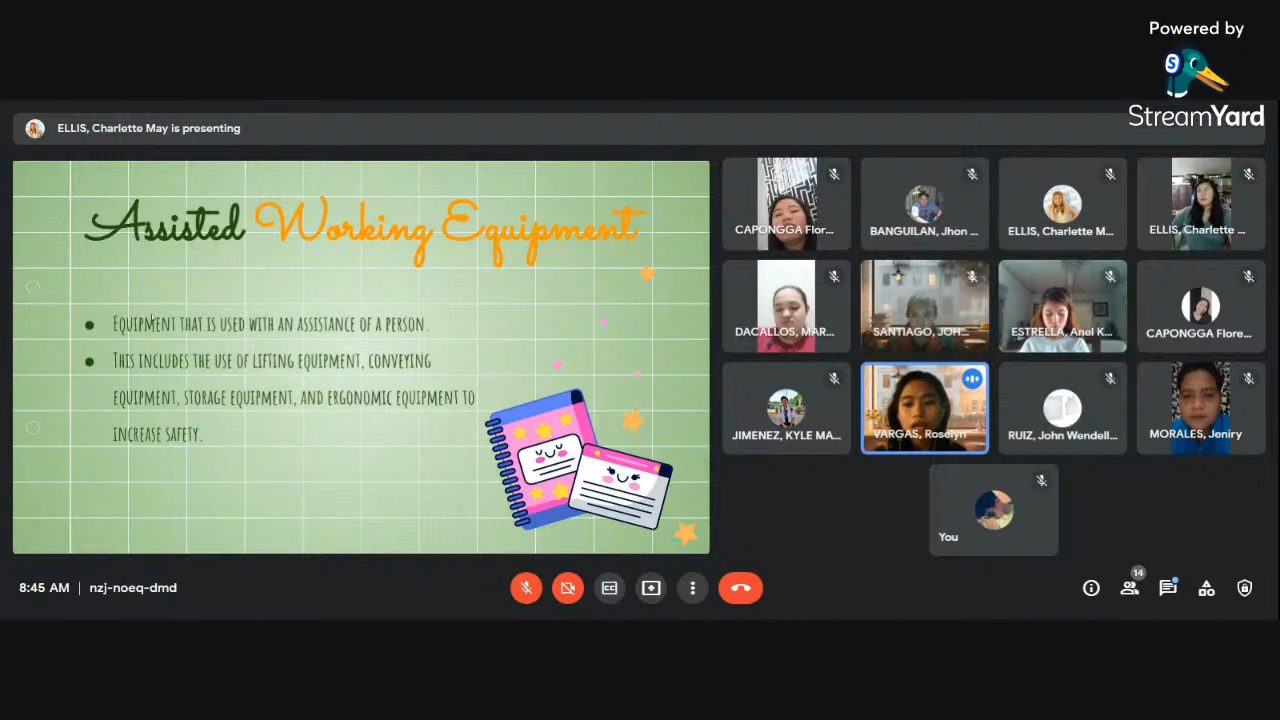 Powered by
StreamYard
ELLIS, Charlette May is presenting
Assisted Working Equipment
EQUIPMENT THAT IS USED WITH AN ASSISTANCE OF A PERSON.
THIS INCLUDES THE USE OF LIFTING EQUIPMENT, CONVEYING
EQUIPMENT, STORAGE EQUIPMENT, AND ERGONOMIC EQUIPMENT TO
INCREASE SAFETY.
CAPONGGA Flor...
BANGUILAN, Jhon ...
ELLIS, Charlette M...
ELLIS, Charlette ...
DACALLOS, MAR...
SANTIAGO, JOH...
ESTRELLA, Anel K...
CAPONGGA Flore...
JIMENEZ, KYLE MA...
VARGAS, Roselyn
RUIZ, John Wendell...
MORALES, Jeniry
You
8:45 AM | nzj-noeq-dmd
CC
14